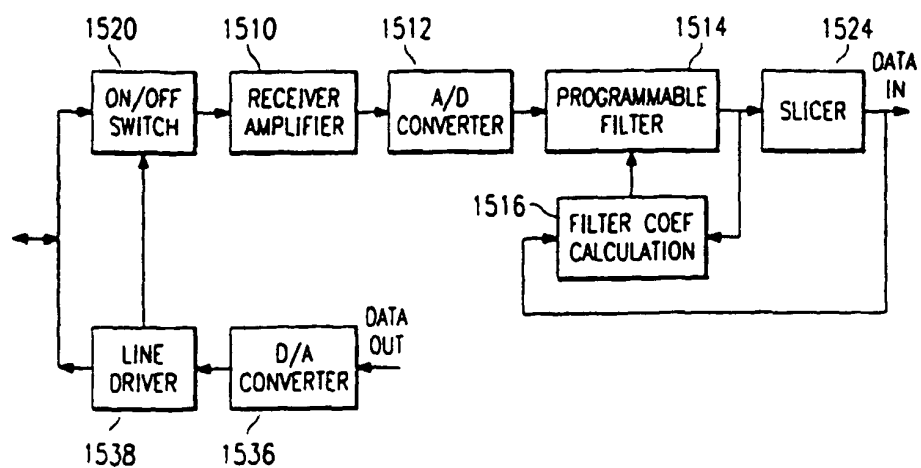 1520
1510
1512
1514
1524
DATA
IN
ON/OFF
SWITCH
RECEIVER
AMPLIFIER
A/D
CONVERTER
PROGRAMMABLE
FILTER
SLICER
1516
FILTER COEF
CALCULATION
DATA
OUT
LINE
DRIVER
D/A
CONVERTER
1538
1536